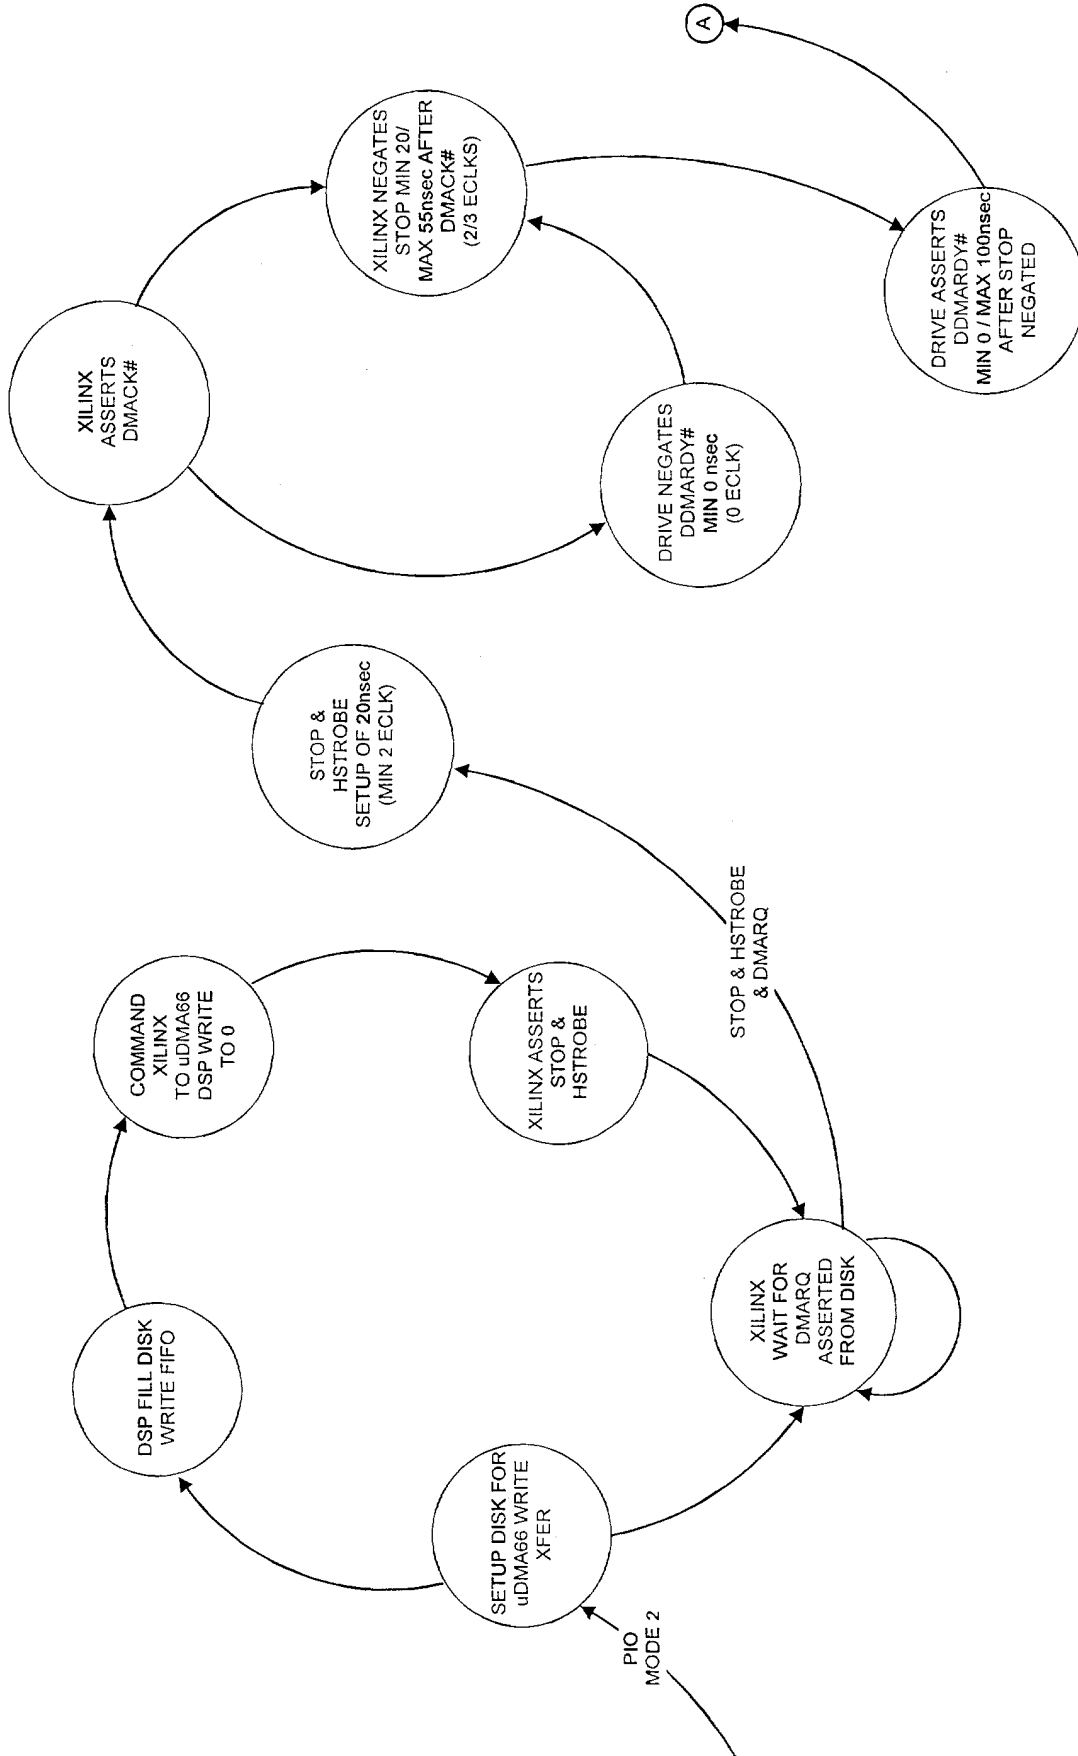 PIO
MODE 2
SETUP DISK FOR
uDMA66 WRITE
XFER
DSP FILL DISK
WRITE FIFO
COMMAND
XILINX
TO uDMA66
DSP WRITE
TO 0
XILINX ASSERTS
STOP &
HSTROBE
XILINX
WAIT FOR
DMARQ
ASSERTED
FROM DISK
STOP & HSTROBE
& DMARQ
STOP &
HSTROBE
SETUP OF 20nsec
(MIN 2 ECLK)
XILINX
ASSERTS
DMACK#
DRIVE NEGATES
DDMARDY#
MIN 0 nsec
(0 ECLK)
XILINX NEGATES
STOP MIN 20/
MAX 55nsec AFTER
DMACK#
(2/3 ECLKS)
DRIVE ASSERTS
DDMARDY#
MIN 0 / MAX 100nsec
AFTER STOP
NEGATED
A